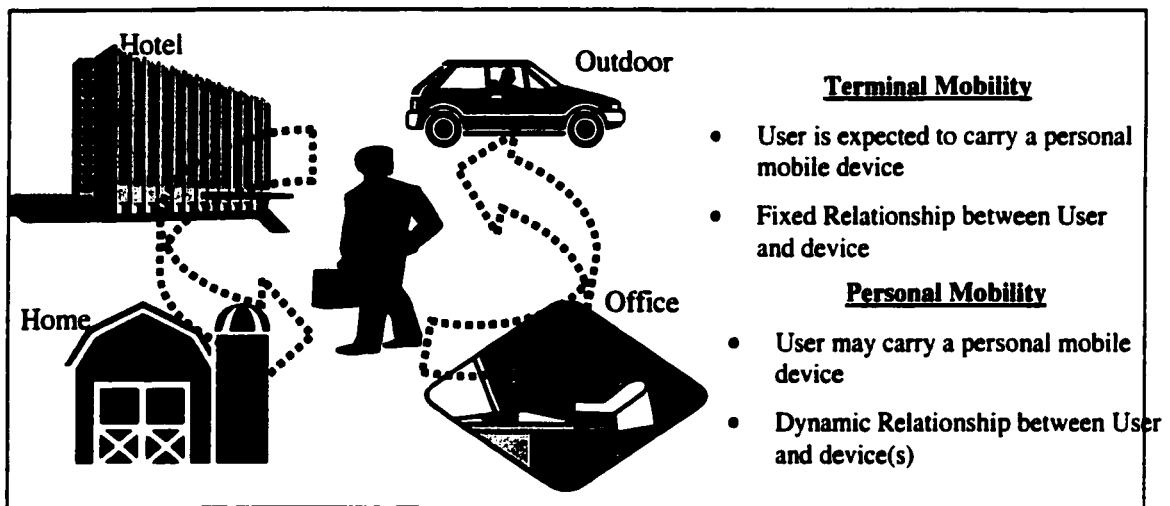 Hotel
Outdoor
Home
Office
Terminal Mobility
• User is expected to carry a personal
mobile device
• Fixed Relationship between User
and device
Personal Mobility
• User may carry a personal mobile
device
• Dynamic Relationship between User
and device(s)